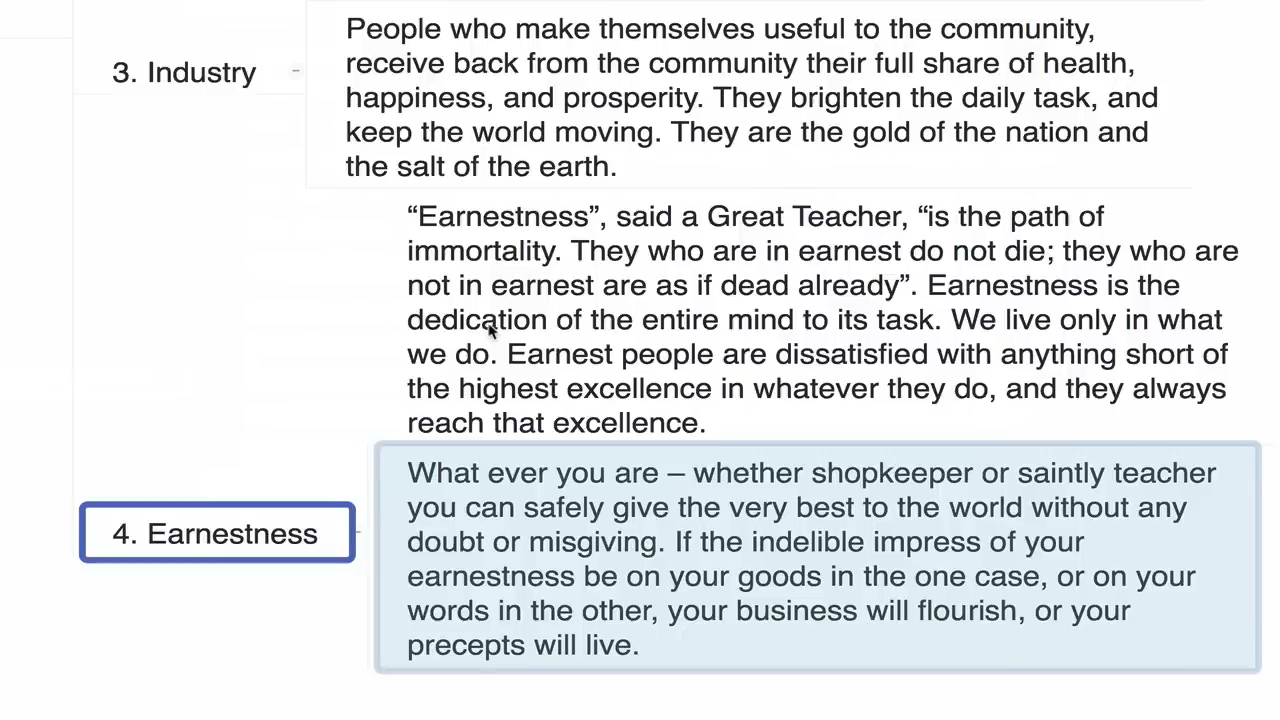 3. Industry
People who make themselves useful to the community,
receive back from the community their full share of health,
happiness, and prosperity. They brighten the daily task, and
keep the world moving. They are the gold of the nation and
the salt of the earth.
4. Earnestness
“Earnestness”, said a Great Teacher, “is the path of
immortality. They who are in earnest do not die; they who are
not in earnest are as if dead already”. Earnestness is the
dedication of the entire mind to its task. We live only in what
we do. Earnest people are dissatisfied with anything short of
the highest excellence in whatever they do, and they always
reach that excellence.
What ever you are – whether shopkeeper or saintly teacher
you can safely give the very best to the world without any
doubt or misgiving. If the indelible impress of your
earnestness be on your goods in the one case, or on your
words in the other, your business will flourish, or your
precepts will live.